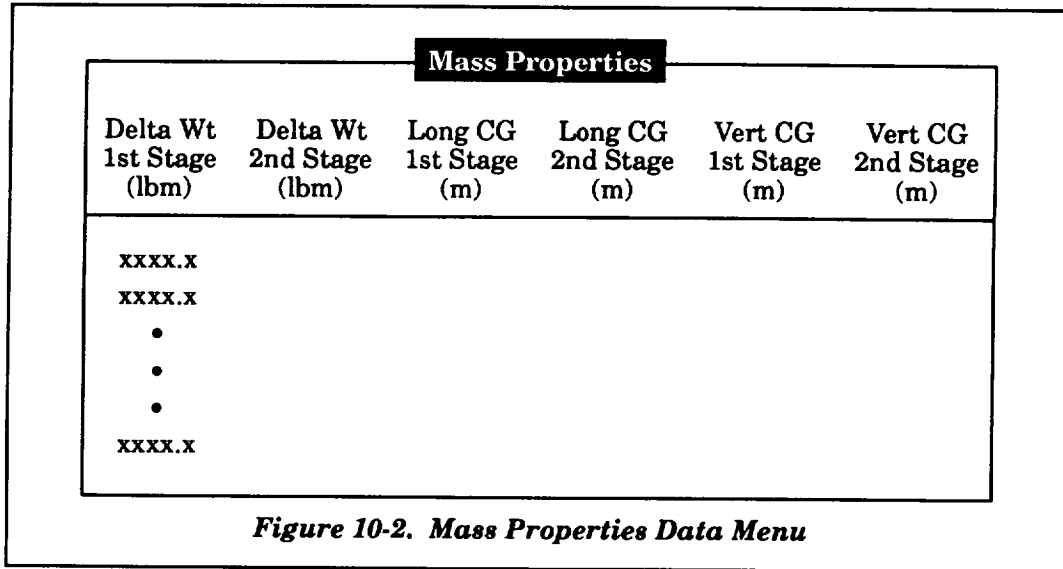 Mass Properties
Delta Wt Delta Wt Long CG Long CG Vert CG Vert CG
1st Stage 2nd Stage 1st Stage 2nd Stage 1st Stage 2nd Stage
(lbm) (lbm) (m) (m) (m) (m)
xxxx.x
xxxx.x
•
•
•
xxxx.x
Figure 10-2. Mass Properties Data Menu